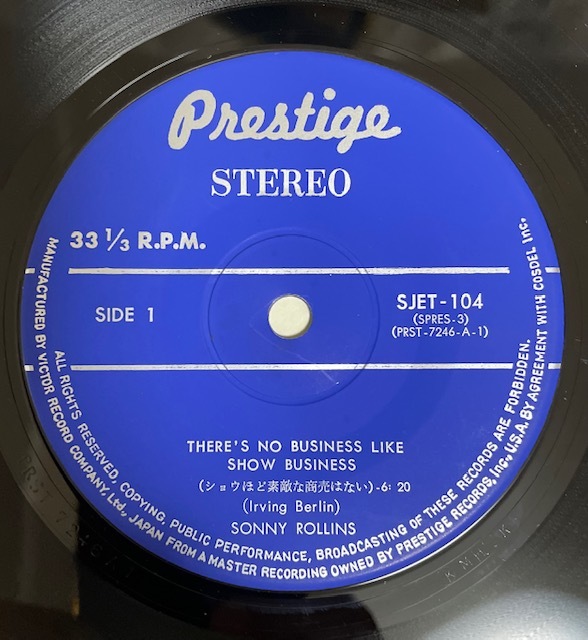 Prestige
STEREO
33 1/3 R.P.M.
SIDE 1
SJET-104
(SPRES-3)
(PRST-7246-A-1)
THERE'S NO BUSINESS LIKE
SHOW BUSINESS
(ショウほど素敵な商売はない)-6:20
(Irving Berlin)
SONNY ROLLINS
ALL RIGHTS RESERVED, COPYING, PUBLIC PERFORMANCE, BROADCASTING OF THESE RECORDS ARE FORBIDDEN.
MANUFACTURED BY VICTOR RECORD COMPANY, Ltd., JAPAN FROM A MASTER RECORDING OWNED BY PRESTIGE RECORDS, Inc., U.S.A. BY AGREEMENT WITH COSDEL Inc.